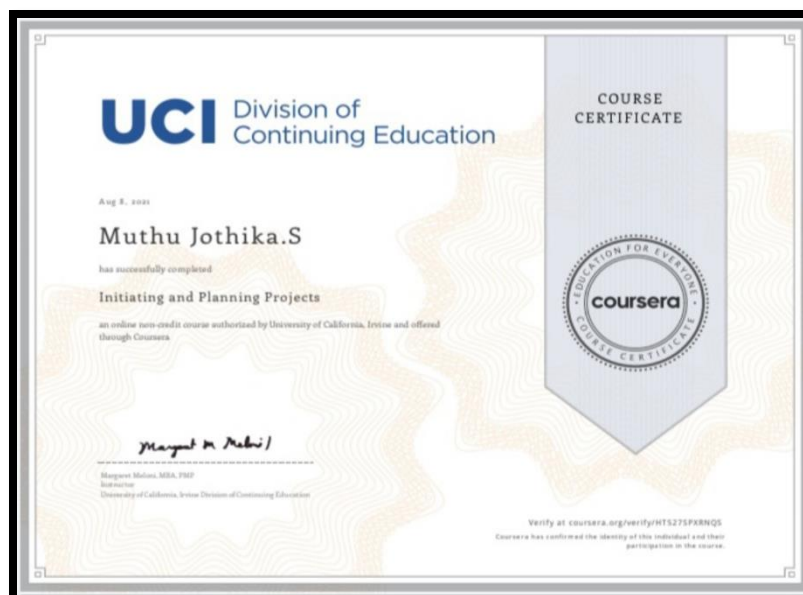 UCI Division of
Continuing Education
COURSE
CERTIFICATE
Aug 8, 2021
Muthu Jothika.S
has successfully completed
Initiating and Planning Projects
an online non-credit course authorized by University of California, Irvine and offered
through Coursera
EDUCATION FOR EVERYONE
coursera
COURSE CERTIFICATE
Margaret M Meloni
Margaret Meloni, MBA, PMP
Instructor
University of California, Irvine Division of Continuing Education
Verify at coursera.org/verify/HTS27SPXRNQS
Coursera has confirmed the identity of this individual and their
participation in the course.